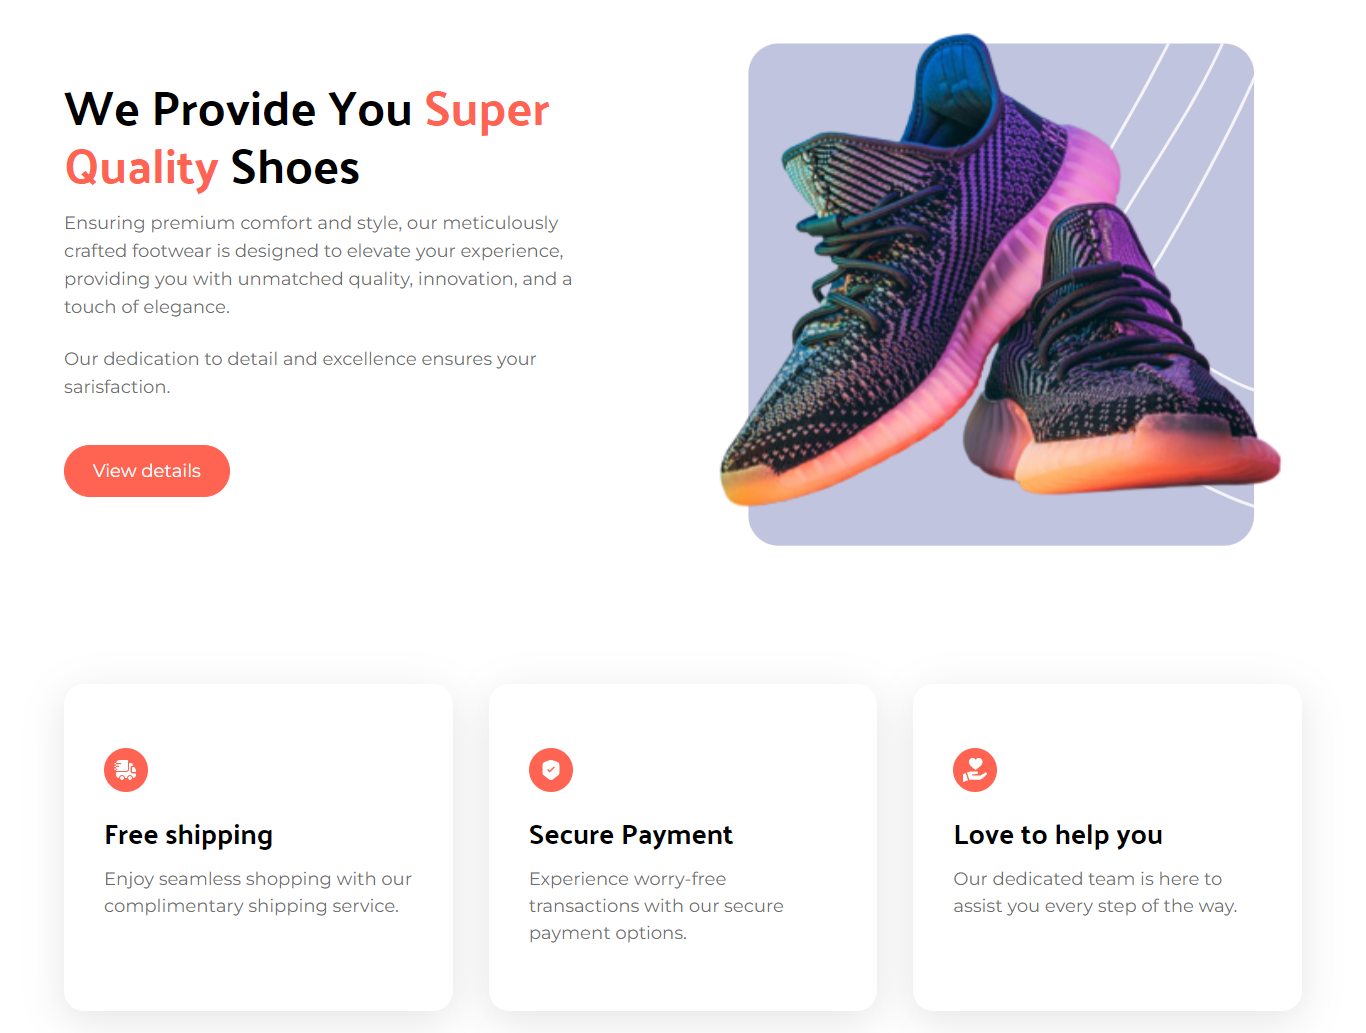 We Provide You Super
Quality Shoes
Ensuring premium comfort and style, our meticulously
crafted footwear is designed to elevate your experience,
providing you with unmatched quality, innovation, and a
touch of elegance.
Our dedication to detail and excellence ensures your
sarisfaction.
View details
Free shipping
Enjoy seamless shopping with our
complimentary shipping service.
Secure Payment
Experience worry-free
transactions with our secure
payment options.
Love to help you
Our dedicated team is here to
assist you every step of the way.